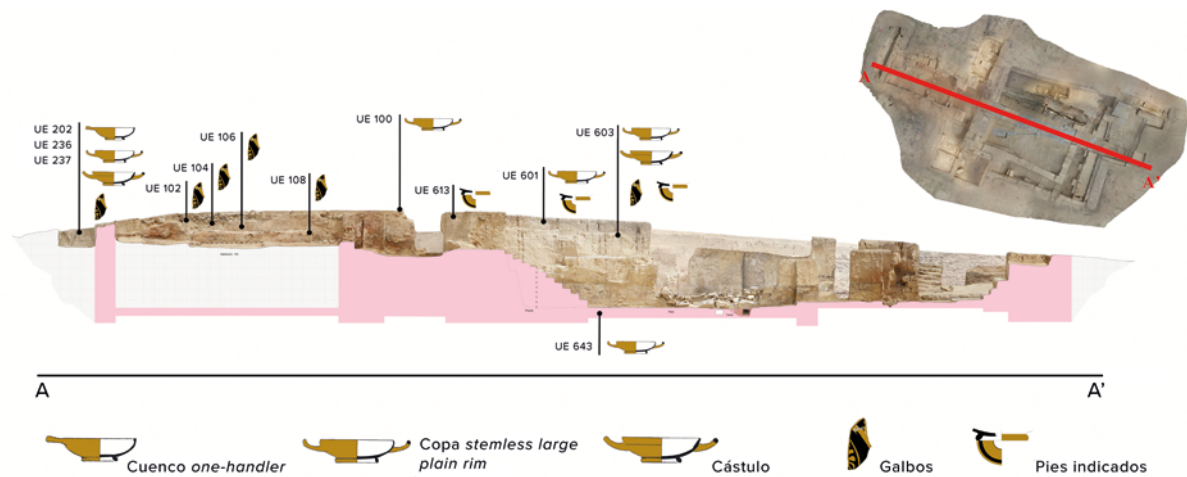 UE 202
UE 236
UE 237
UE 102
UE 104
UE 106
UE 108
UE 100
UE 613
UE 601
UE 603
UE 643
A
A'
A
A'
Cuenco one-handler
Copa stemless large
plain rim
Cástulo
Galbos
Pies indicados